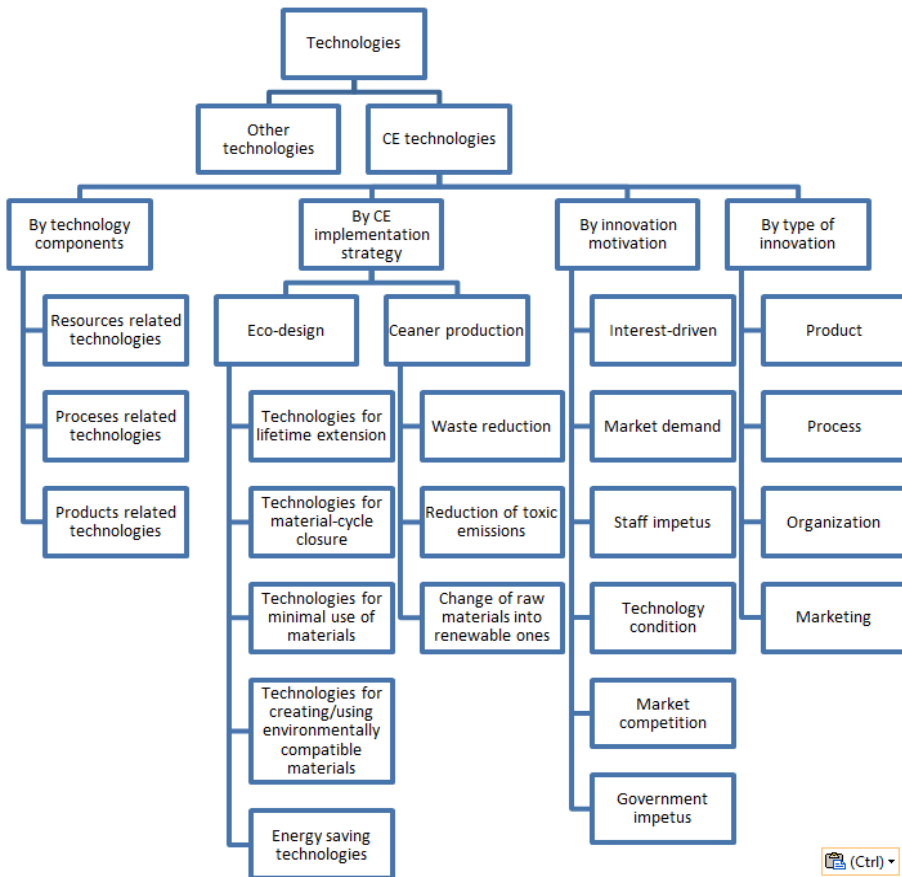 Technologies
Other
technologies
CE technologies
By technology
components
By CE
implementation
strategy
By innovation
motivation
By type of
innovation
Resources related
technologies
Eco-design
Ceaner production
Interest-driven
Product
Proceses related
technologies
Technologies for
lifetime extension
Waste reduction
Market demand
Process
Products related
technologies
Technologies for
material-cycle
closure
Reduction of toxic
emissions
Staff impetus
Organization
Technologies for
minimal use of
materials
Change of raw
materials into
renewable ones
Technology
condition
Marketing
Technologies for
creating/using
environmentally
compatible
materials
Market
competition
Energy saving
technologies
Government
impetus
(Ctrl)